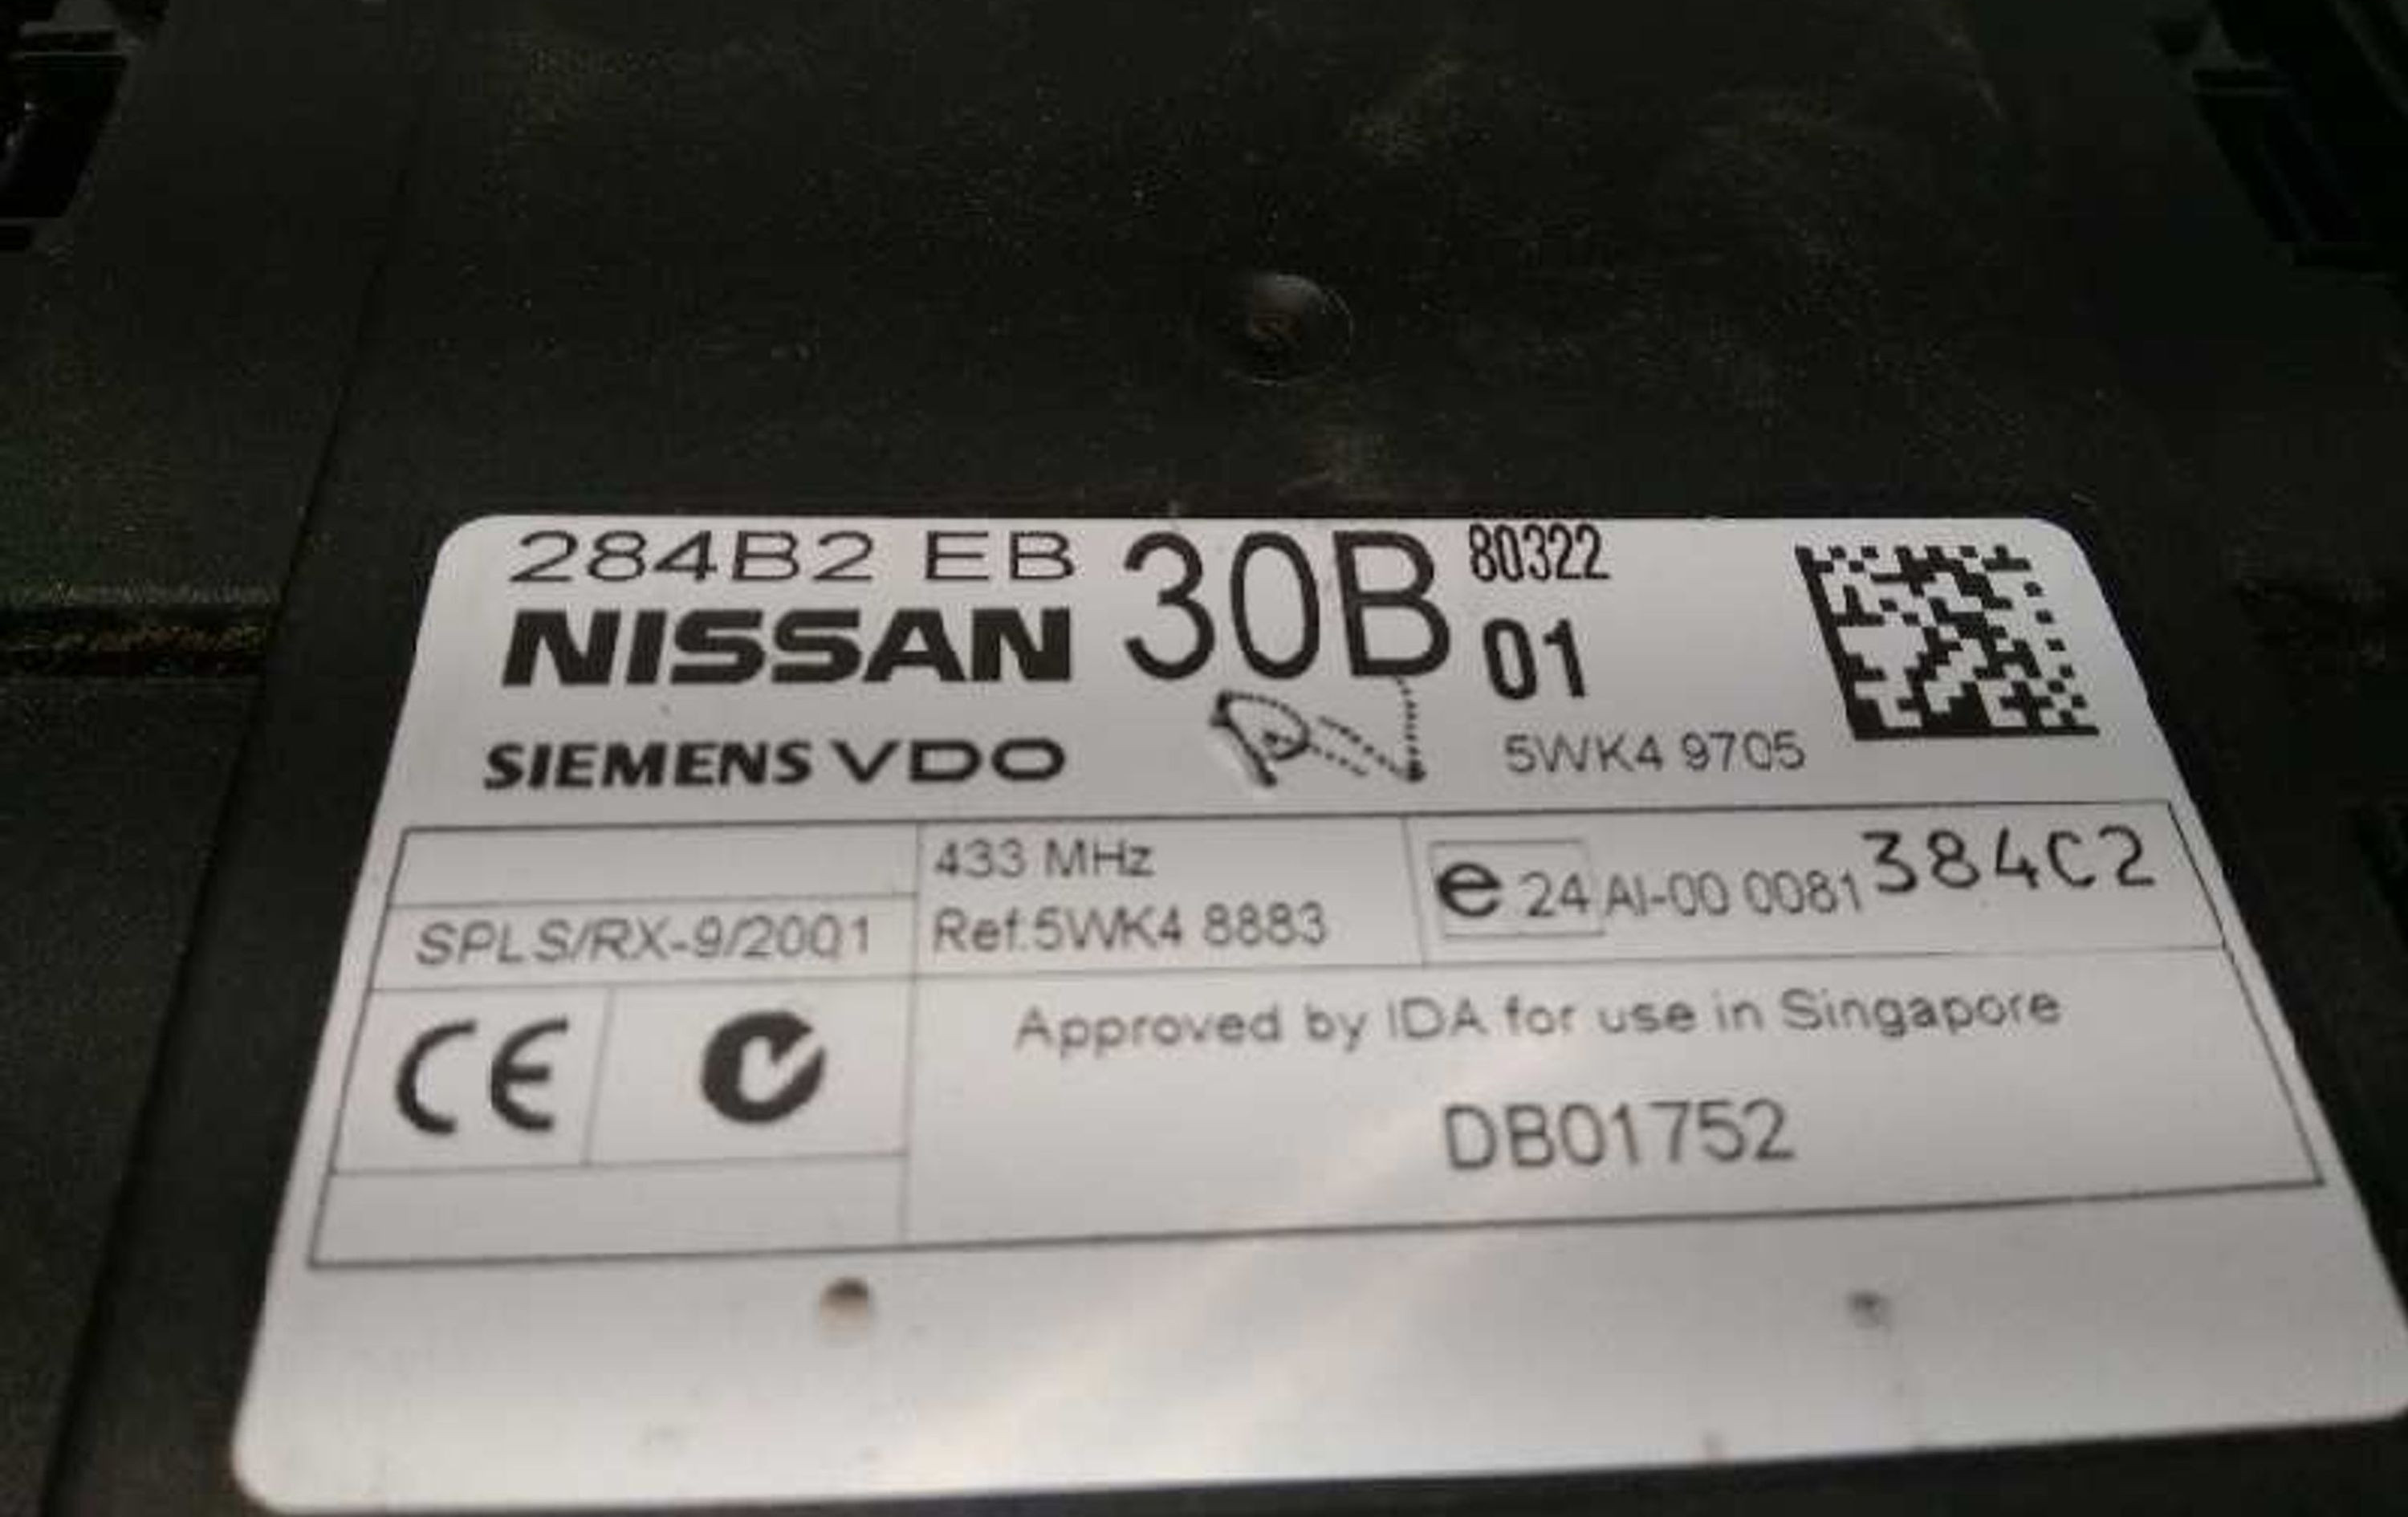 284B2 EB 30B 80322
NISSAN 01
SIEMENS VDO 5WK4 9705
433 MHz
e 24 AI-00 0081 384C2
SPLS/RX-9/2001
Ref.5WK4 8883
CE
Approved by IDA for use in Singapore
DB01752